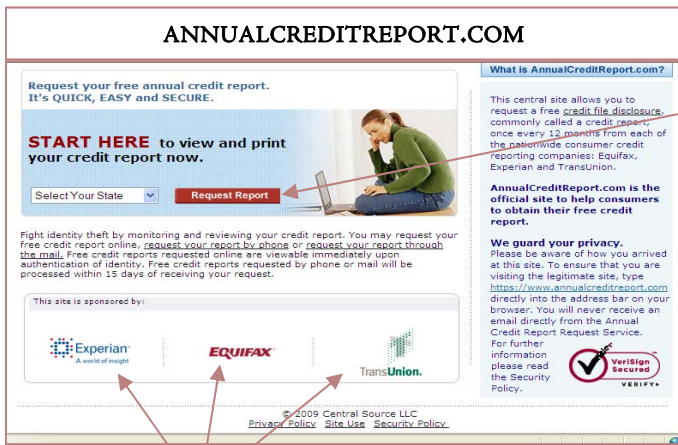 ANNUALCREDITREPORT.COM
Request your free annual credit report.
It's QUICK, EASY and SECURE.
START HERE to view and print
your credit report now.
Select Your State
Request Report
Fight identity theft by monitoring and reviewing your credit report. You may request your
free credit report online, request your report by phone or request your report through
the mail. Free credit reports requested online are viewable immediately upon
authentication of identity. Free credit reports requested by phone or mail will be
processed within 15 days of receiving your request.
This site is sponsored by:
Experian
A world of insight
EQUIFAX
TransUnion.
© 2009 Central Source LLC
Privacy Policy Site Use Security Policy
What is AnnualCreditReport.com?
This central site allows you to
request a free credit file disclosure,
commonly called a credit report,
once every 12 months from each of
the nationwide consumer credit
reporting companies: Equifax,
Experian and TransUnion.
AnnualCreditReport.com is the
official site to help consumers
to obtain their free credit
report.
We guard your privacy.
Please be aware of how you arrived
at this site. To ensure that you are
visiting the legitimate site, type
https://www.annualcreditreport.com
directly into the address bar on your
browser. You will never receive an
email directly from the Annual
Credit Report Request Service.
For further
information
please read
the Security
Policy.
VeriSign
Secured
VERIFY